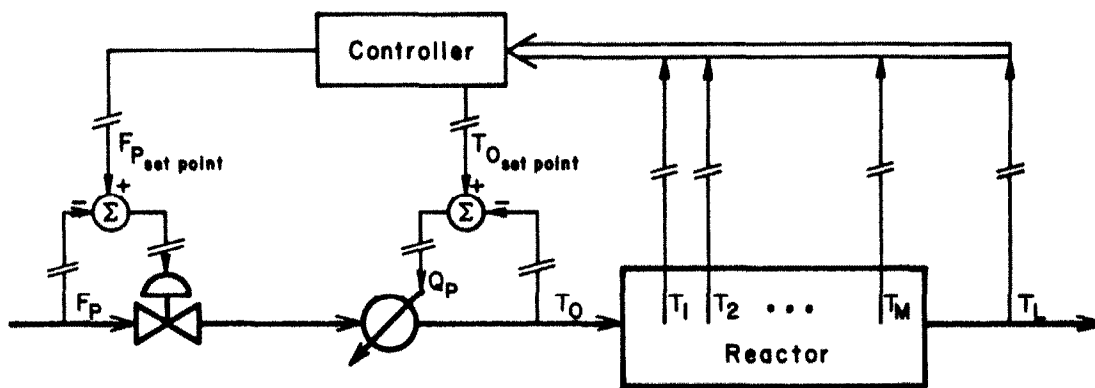 Controller
F_P set point
T_O set point
+
−
Σ
+
−
Σ
F_P
Q_P
T_O
T_1
T_2
• • •
T_M
T_L
Reactor